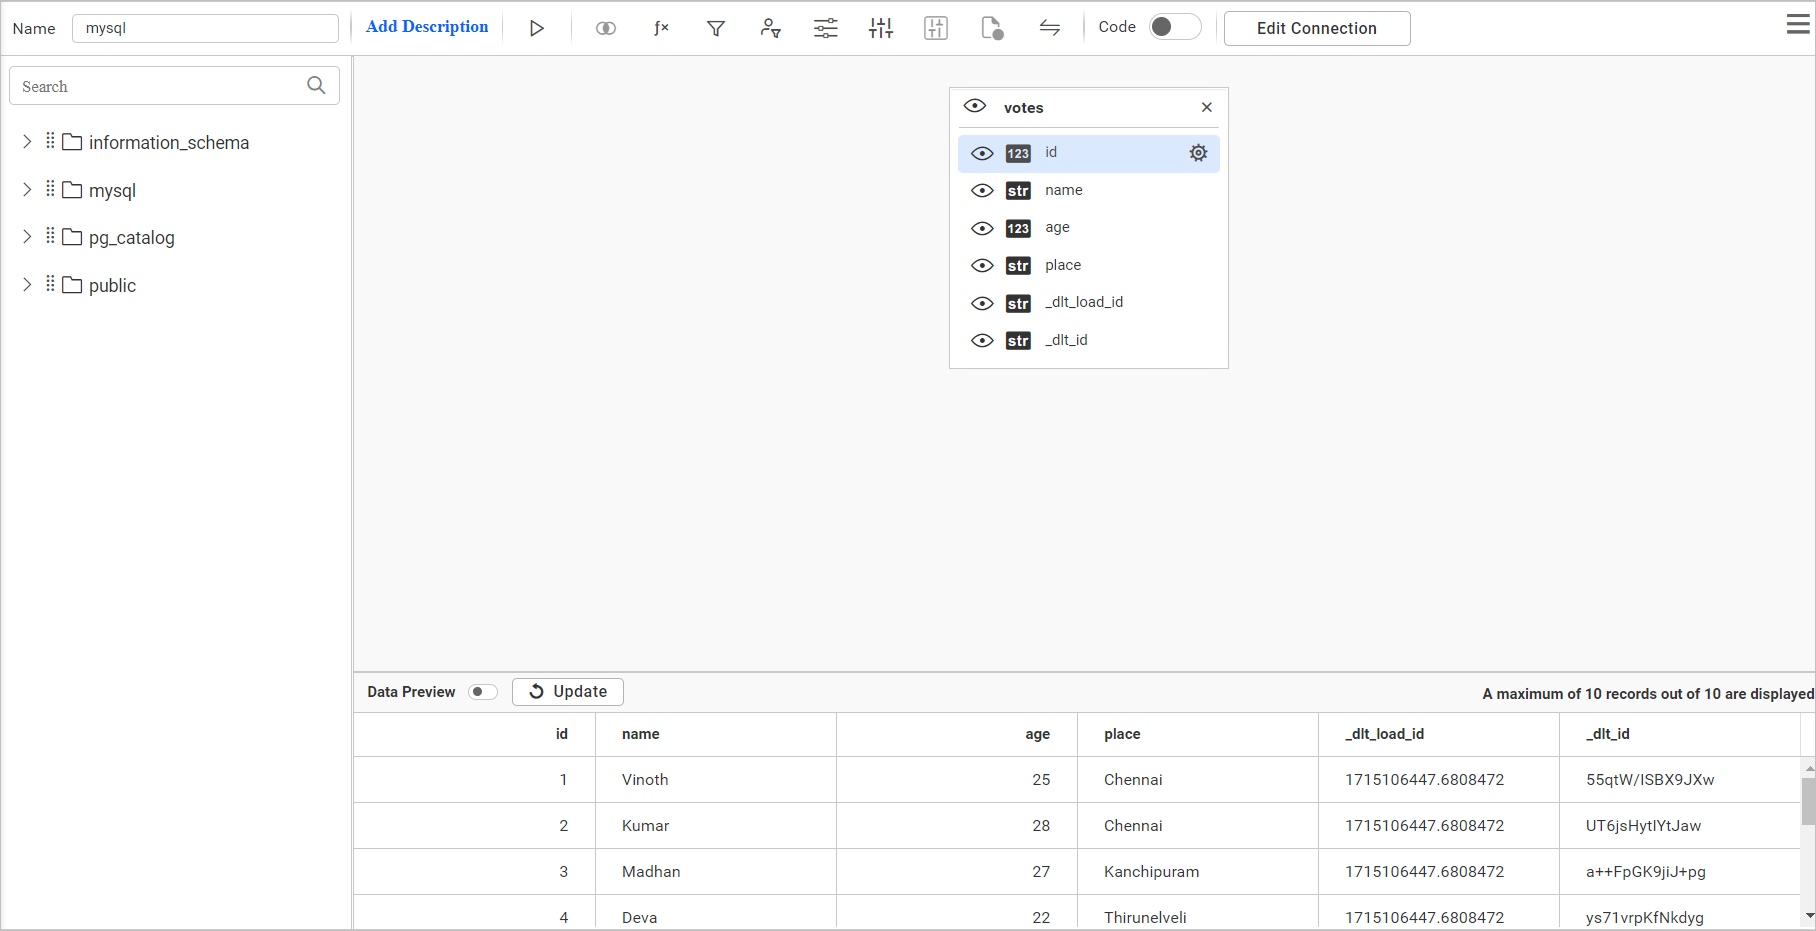 Name mysql Add Description ƒx Code Edit Connection
Search
information_schema
mysql
pg_catalog
public
votes
123 id
str name
123 age
str place
str _dlt_load_id
str _dlt_id
Data Preview Update A maximum of 10 records out of 10 are displayed
id name age place _dlt_load_id _dlt_id
1 Vinoth 25 Chennai 1715106447.6808472 55qtW/ISBX9JXw
2 Kumar 28 Chennai 1715106447.6808472 UT6jsHytIYtJaw
3 Madhan 27 Kanchipuram 1715106447.6808472 a++FpGK9jiJ+pg
4 Deva 22 Thirunelveli 1715106447.6808472 ys71vrpKfNkdyg